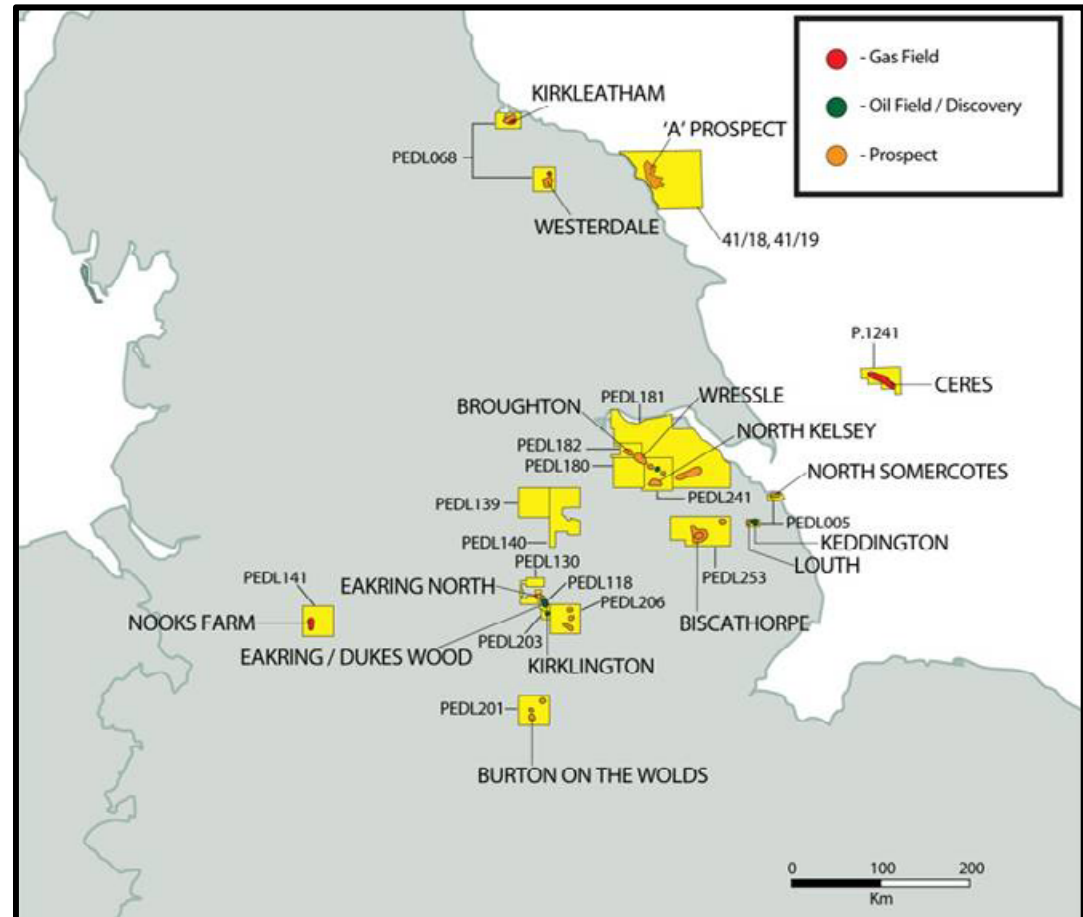 - Gas Field
- Oil Field / Discovery
- Prospect
KIRKLEATHAM
'A' PROSPECT
PEDL068
WESTERDALE
41/18, 41/19
P.1241
CERES
PEDL181
WRESSLE
BROUGHTON
NORTH KELSEY
PEDL182
PEDL180
NORTH SOMERCOTES
PEDL241
PEDL139
PEDL005
KEDDINGTON
PEDL140
LOUTH
PEDL130
PEDL253
EAKRING NORTH
PEDL118
PEDL141
PEDL206
NOOKS FARM
BISCATHORPE
PEDL203
EAKRING / DUKES WOOD
KIRKLINGTON
PEDL201
BURTON ON THE WOLDS
0 100 200
Km